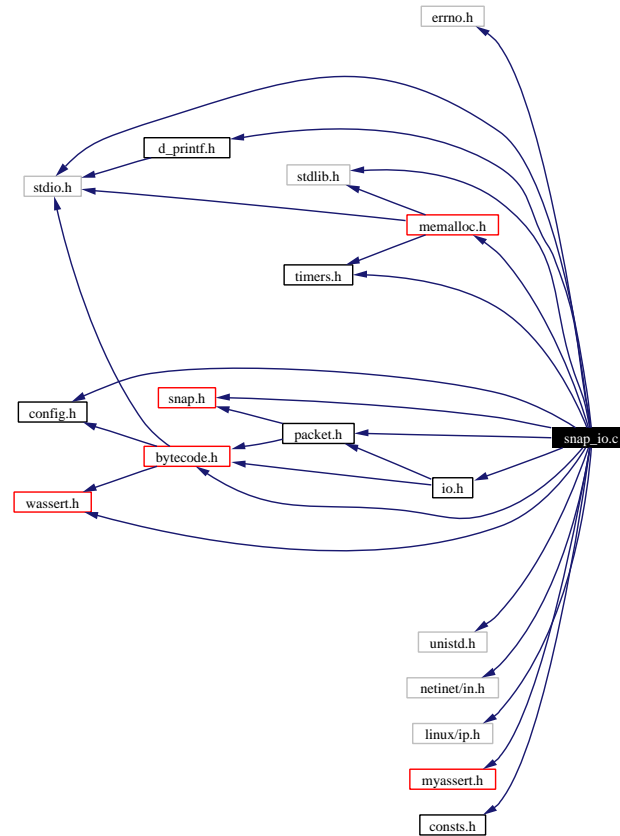 errno.h
d_printf.h
stdlib.h
stdio.h
memalloc.h
timers.h
snap.h
config.h
packet.h
snap_io.c
bytecode.h
io.h
wassert.h
unistd.h
netinet/in.h
linux/ip.h
myassert.h
consts.h